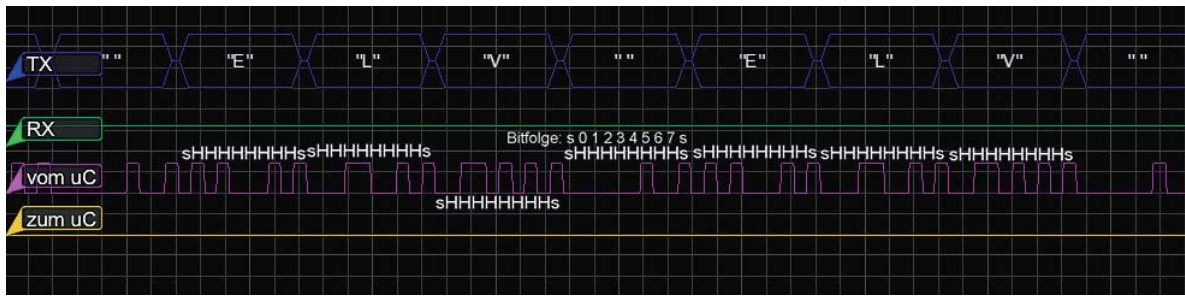 TX " " "E" "L" "V" " " "E" "L" "V" " "
RX
Bitfolge: s 0 1 2 3 4 5 6 7 s
sHHHHHHHHs sHHHHHHHHs sHHHHHHHHs sHHHHHHHHs sHHHHHHHHs sHHHHHHHHs
vom uC
sHHHHHHHHs
zum uC